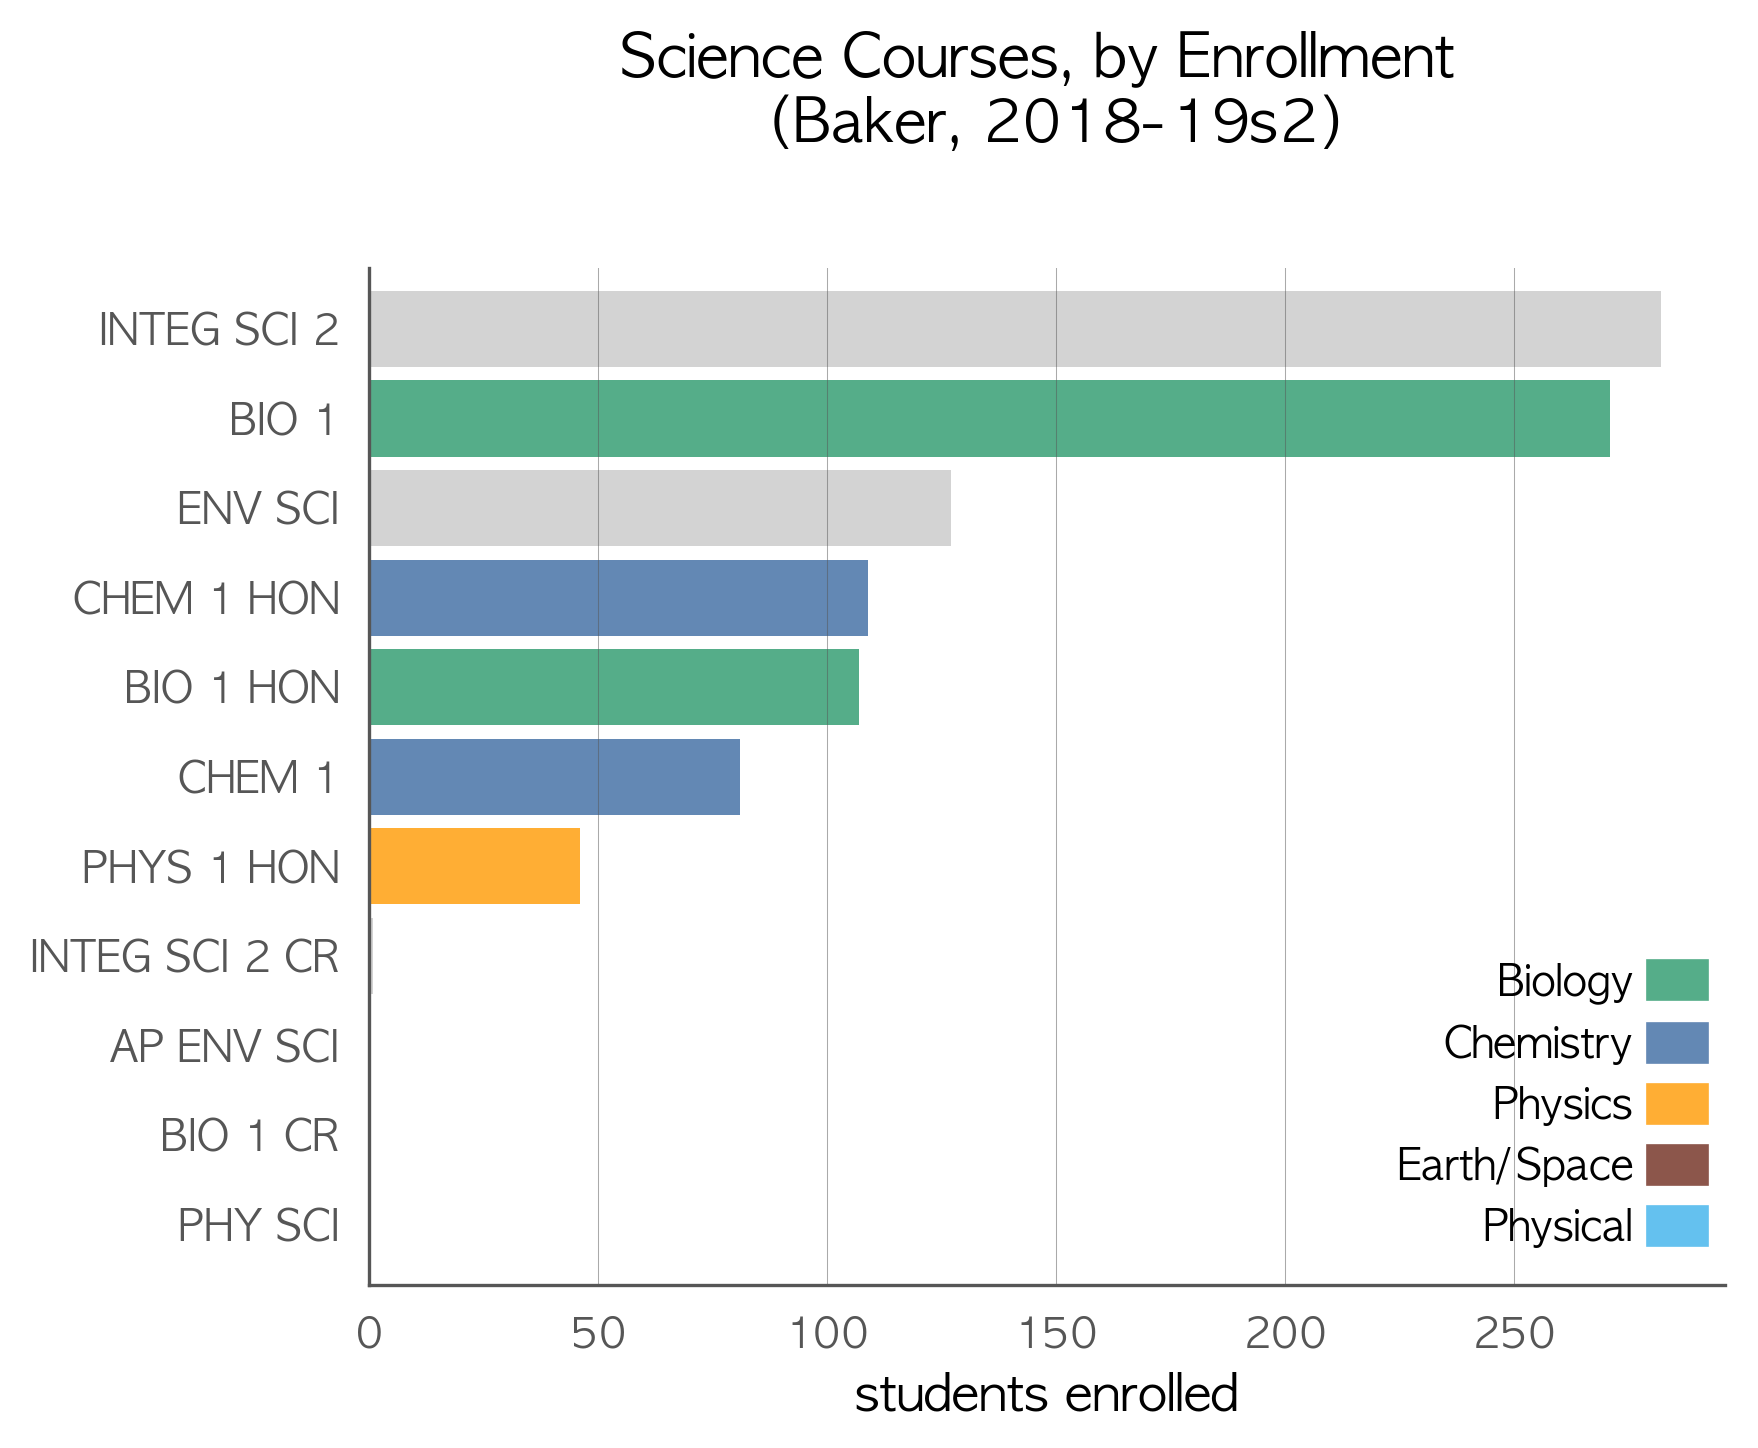 Science Courses, by Enrollment
(Baker, 2018-19s2)
INTEG SCI 2
BIO 1
ENV SCI
CHEM 1 HON
BIO 1 HON
CHEM 1
PHYS 1 HON
INTEG SCI 2 CR
AP ENV SCI
BIO 1 CR
PHY SCI
Biology
Chemistry
Physics
Earth/Space
Physical
0 50 100 150 200 250
students enrolled